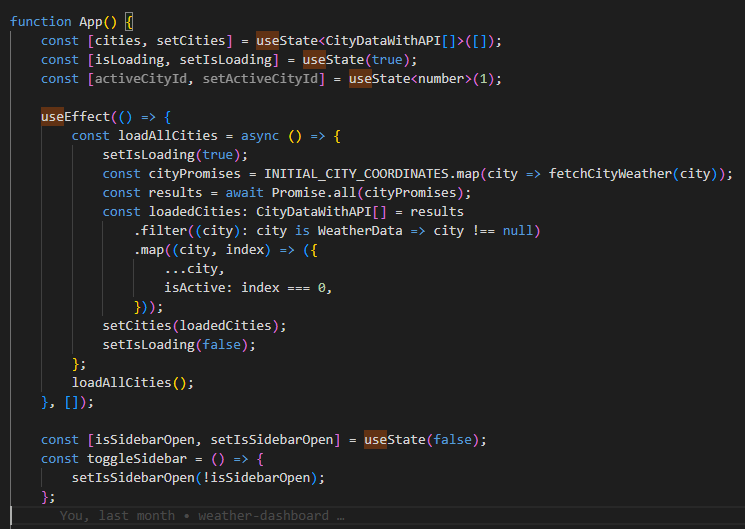 function App() {
    const [cities, setCities] = useState<CityDataWithAPI[]>([]);
    const [isLoading, setIsLoading] = useState(true);
    const [activeCityId, setActiveCityId] = useState<number>(1);

    useEffect(() => {
        const loadAllCities = async () => {
            setIsLoading(true);
            const cityPromises = INITIAL_CITY_COORDINATES.map(city => fetchCityWeather(city));
            const results = await Promise.all(cityPromises);
            const loadedCities: CityDataWithAPI[] = results
                .filter((city): city is WeatherData => city !== null)
                .map((city, index) => ({
                    ...city,
                    isActive: index === 0,
                }));
            setCities(loadedCities);
            setIsLoading(false);
        };
        loadAllCities();
    }, []);

    const [isSidebarOpen, setIsSidebarOpen] = useState(false);
    const toggleSidebar = () => {
        setIsSidebarOpen(!isSidebarOpen);
    };
You, last month • weather-dashboard …